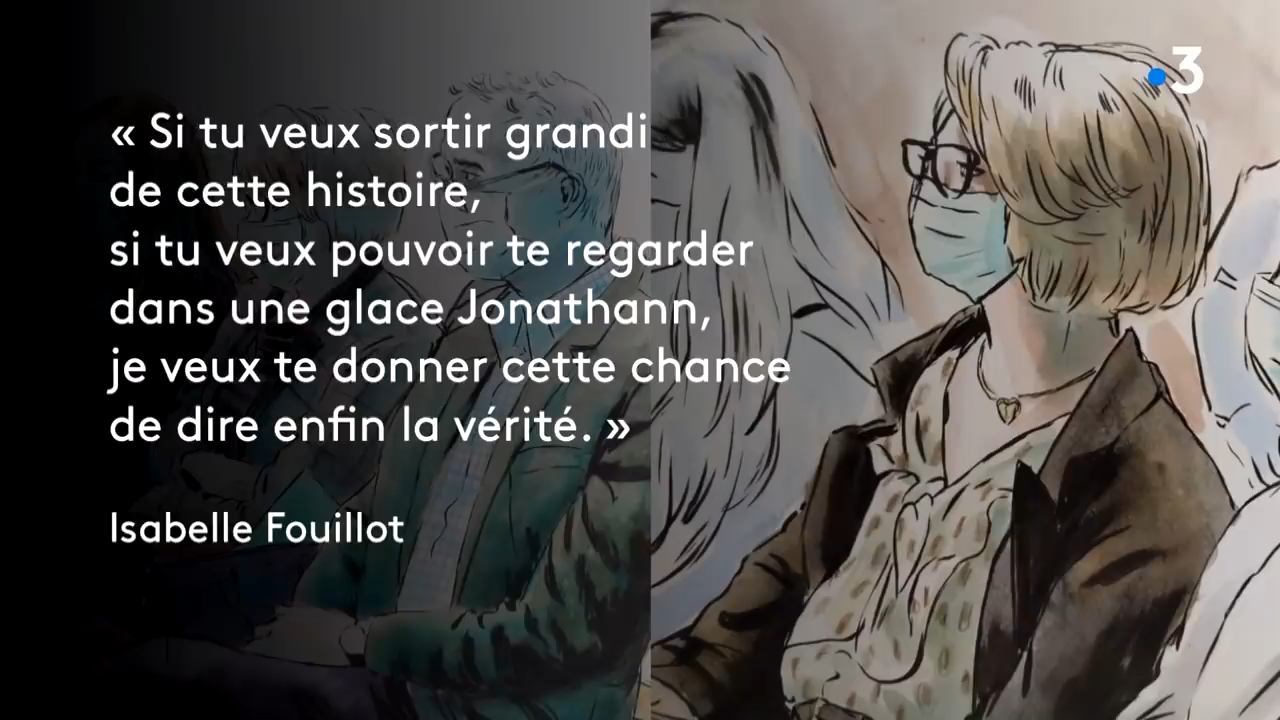 « Si tu veux sortir grandi
de cette histoire,
si tu veux pouvoir te regarder
dans une glace Jonathann,
je veux te donner cette chance
de dire enfin la vérité. »
Isabelle Fouillot
3